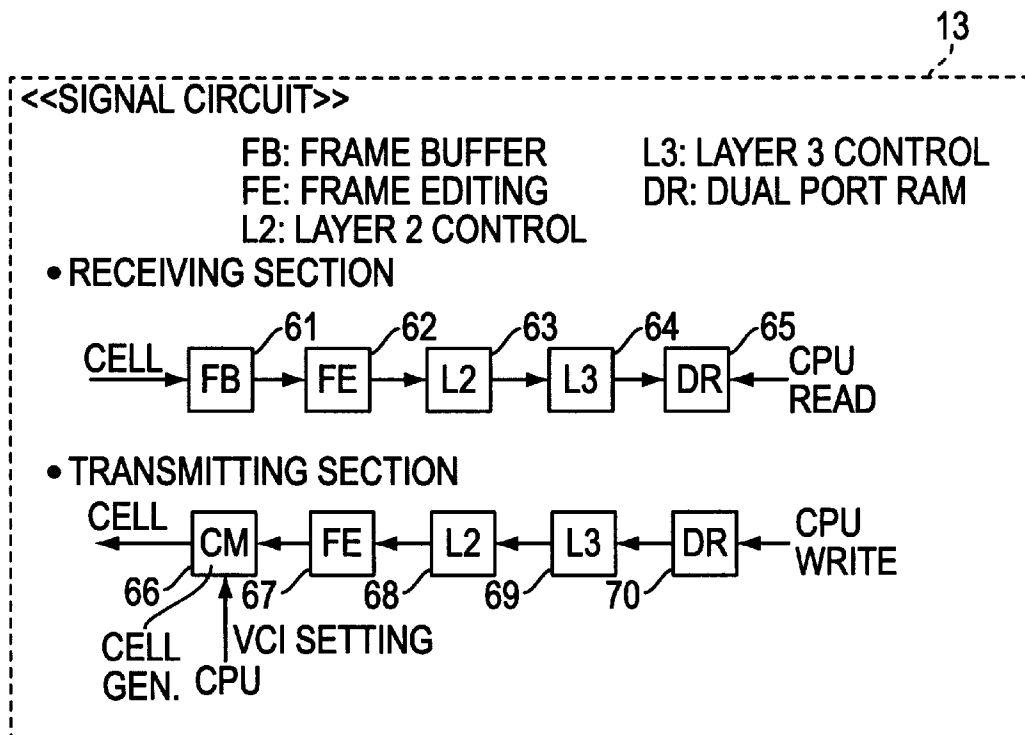 13
<<SIGNAL CIRCUIT>>
FB: FRAME BUFFER L3: LAYER 3 CONTROL
FE: FRAME EDITING DR: DUAL PORT RAM
L2: LAYER 2 CONTROL
• RECEIVING SECTION
61 62 63 64 65
CELL FB FE L2 L3 DR CPU
READ
• TRANSMITTING SECTION
CELL CM FE L2 L3 DR CPU
WRITE
66 67 68 69 70
CELL VCI SETTING
GEN. CPU